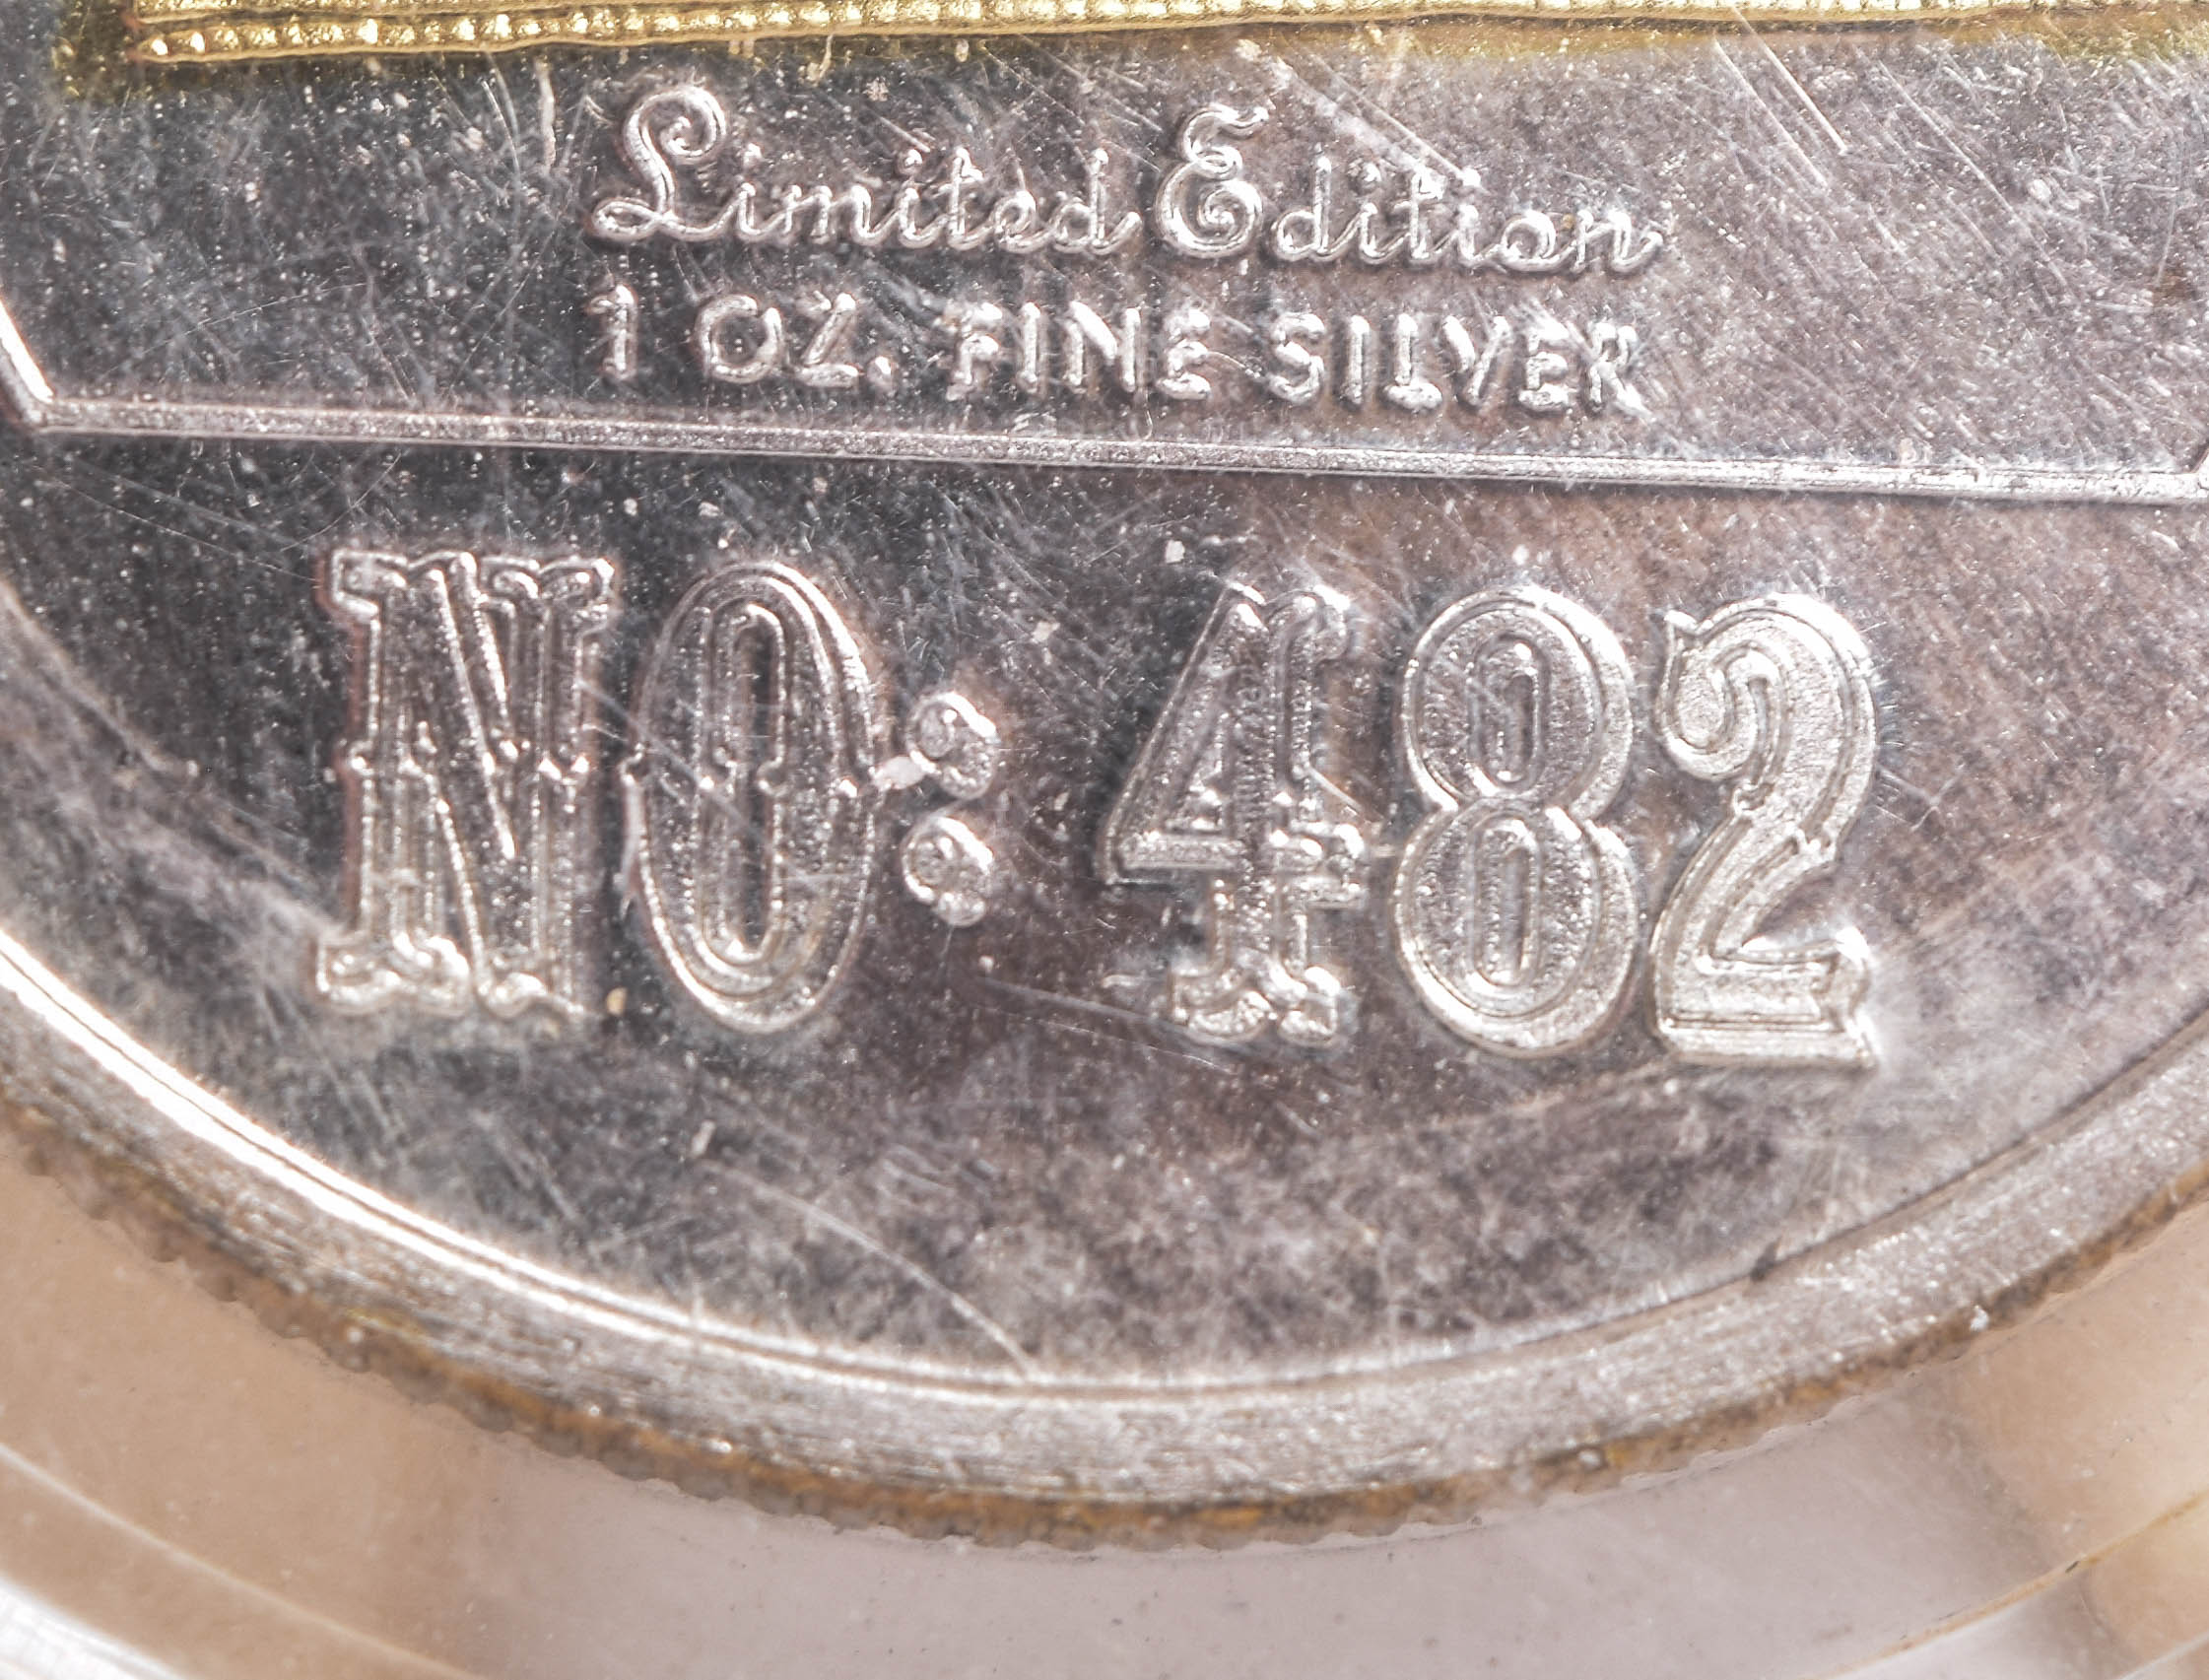 Limited Edition
1 OZ. FINE SILVER
NO: 482